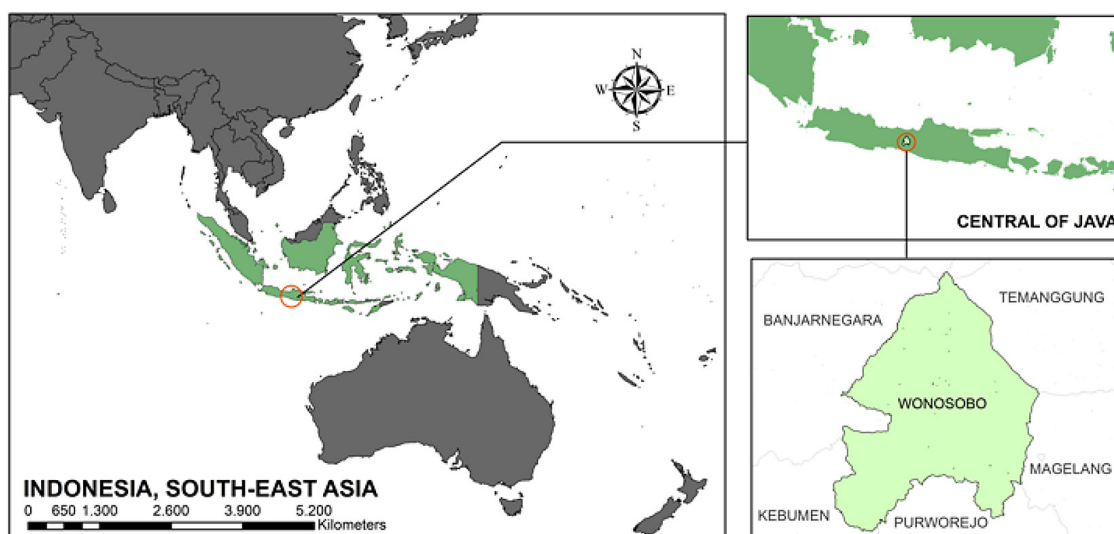 N
W E
S
INDONESIA, SOUTH-EAST ASIA
0 650 1.300 2.600 3.900 5.200
Kilometers
CENTRAL OF JAVA
TEMANGGUNG
BANJARNEGARA
WONOSOBO
MAGELANG
KEBUMEN
PURWOREJO